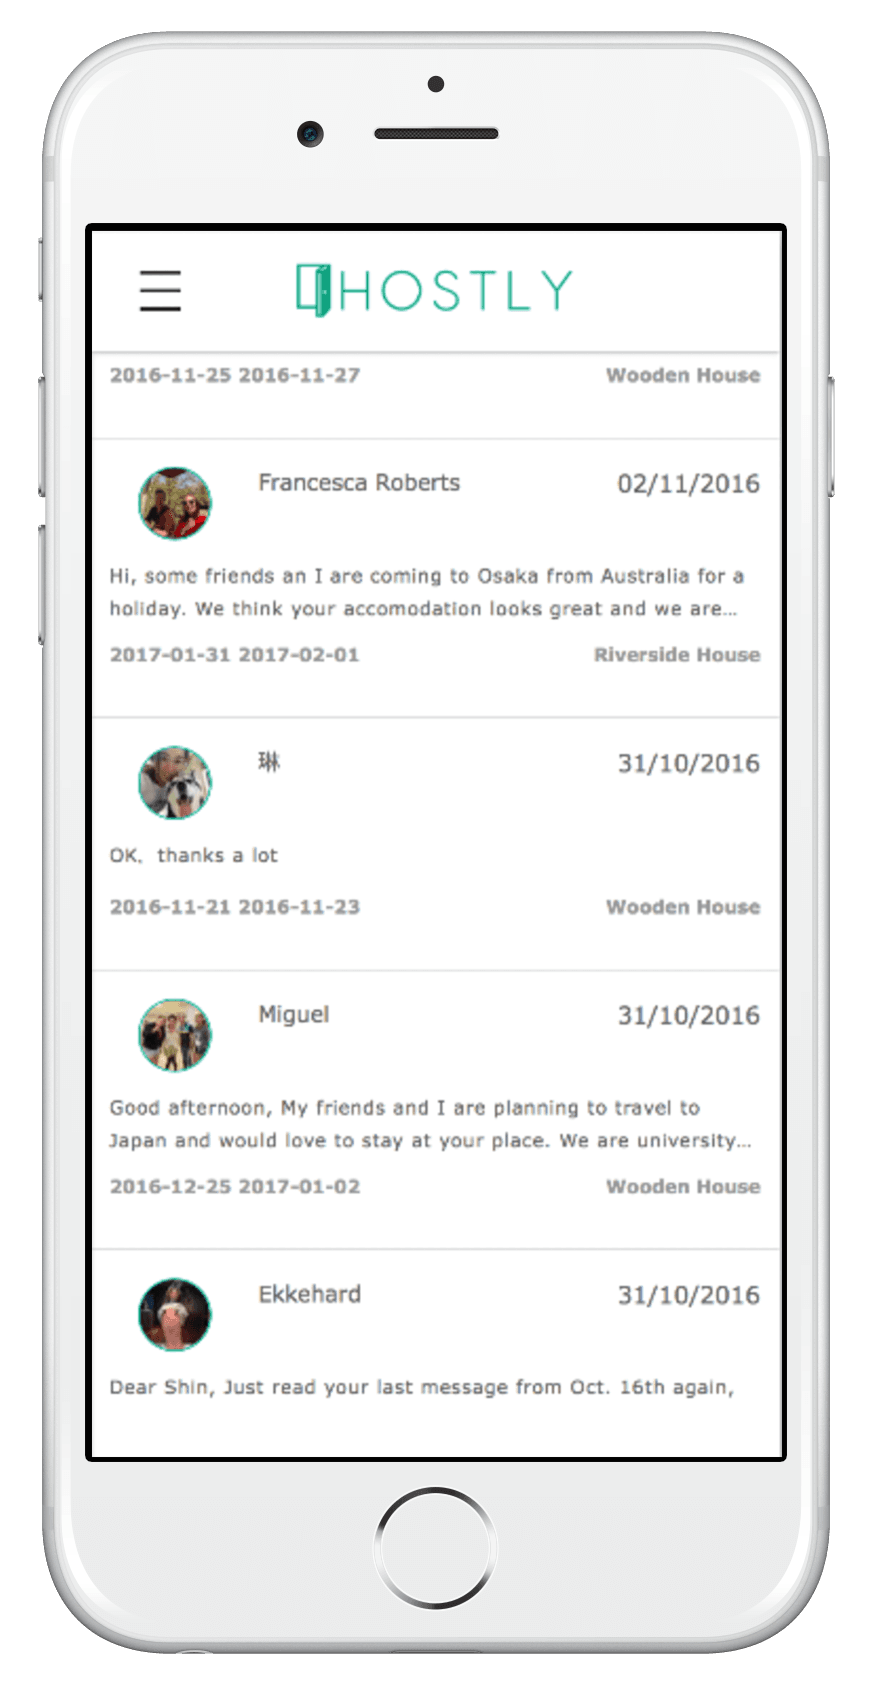 HOSTLY
2016-11-25 2016-11-27 Wooden House
Francesca Roberts 02/11/2016
Hi, some friends an I are coming to Osaka from Australia for a
holiday. We think your accomodation looks great and we are...
2017-01-31 2017-02-01 Riverside House
琳 31/10/2016
OK, thanks a lot
2016-11-21 2016-11-23 Wooden House
Miguel 31/10/2016
Good afternoon, My friends and I are planning to travel to
Japan and would love to stay at your place. We are university...
2016-12-25 2017-01-02 Wooden House
Ekkehard 31/10/2016
Dear Shin, Just read your last message from Oct. 16th again,